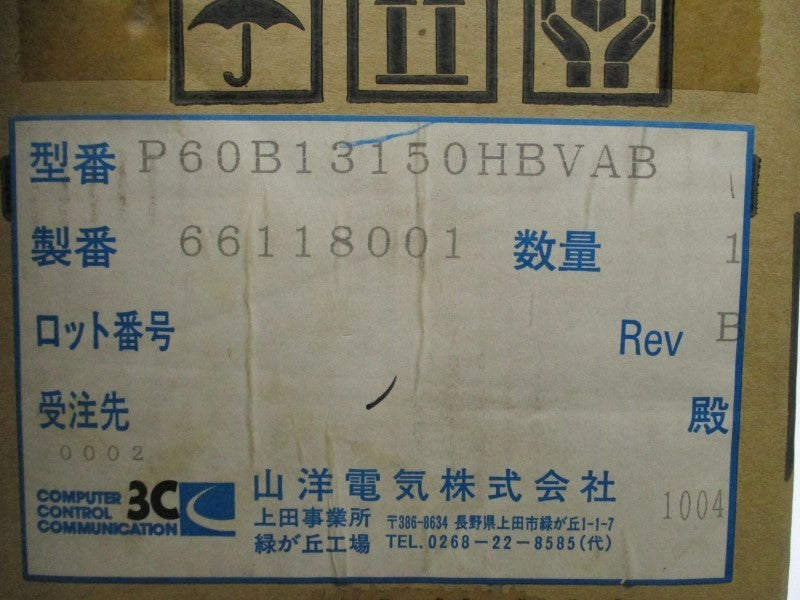 型番 P60B13150HBVAB
製番 66118001 数量 1
ロット番号 Rev B
受注先 殿
0002
COMPUTER CONTROL COMMUNICATION 3C
山洋電気株式会社
上田事業所 〒386-8634 長野県上田市緑が丘1-1-7
緑が丘工場 TEL.0268-22-8585(代)
1004